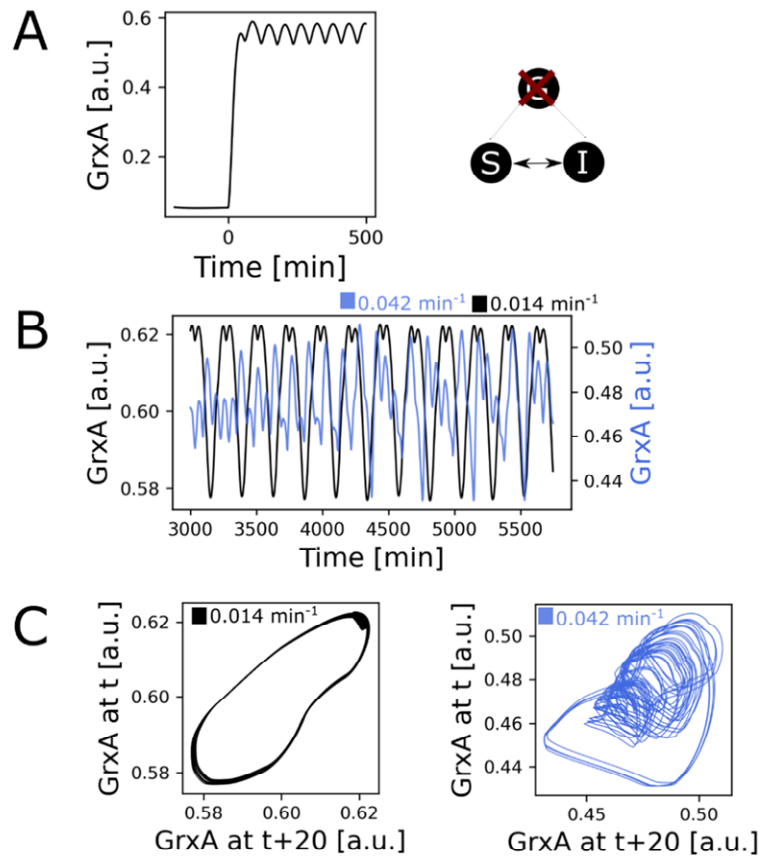 A
GrxA [a.u.]
0.6
0.4
0.2
0
500
Time [min]
S
I
B
0.042 min⁻¹
0.014 min⁻¹
GrxA [a.u.]
0.62
0.60
0.58
0.50
0.48
0.46
0.44
GrxA [a.u.]
3000 3500 4000 4500 5000 5500
Time [min]
C
GrxA at t [a.u.]
0.014 min⁻¹
0.62
0.60
0.58
0.58 0.60 0.62
GrxA at t+20 [a.u.]
GrxA at t [a.u.]
0.042 min⁻¹
0.50
0.48
0.46
0.44
0.45 0.50
GrxA at t+20 [a.u.]